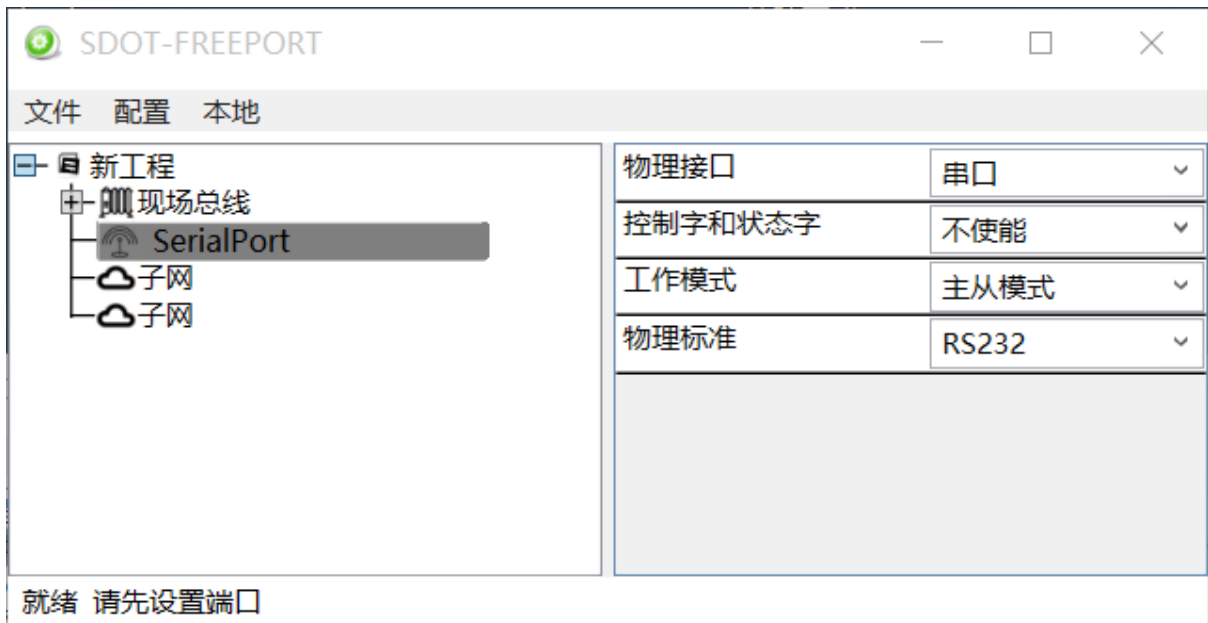 SDOT-FREEPORT
文件 配置 本地
新工程
现场总线
SerialPort
子网
子网
物理接口 串口
控制字和状态字 不使能
工作模式 主从模式
物理标准 RS232
就绪 请先设置端口